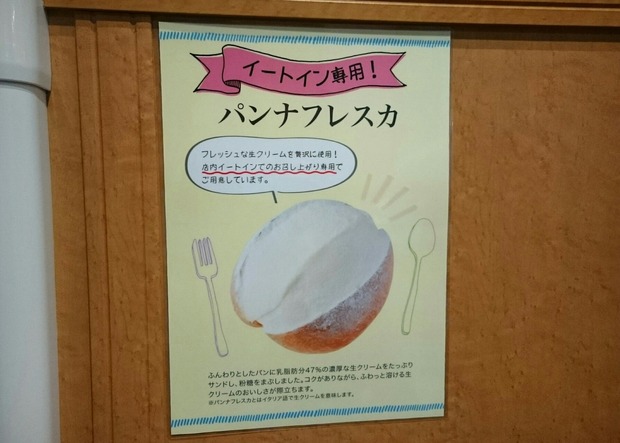 イートイン専用!
パンナフレスカ
フレッシュな生クリームを贅沢に使用!
店内イートインでのお召し上がり専用で
ご用意しています。
ふんわりとしたパンに乳脂肪分47%の濃厚な生クリームをたっぷり
サンドし、粉糖をまぶしました。コクがありながら、ふわっと溶ける生
クリームのおいしさが際立ちます。
※パンナフレスカとはイタリア語で生クリームを意味します。